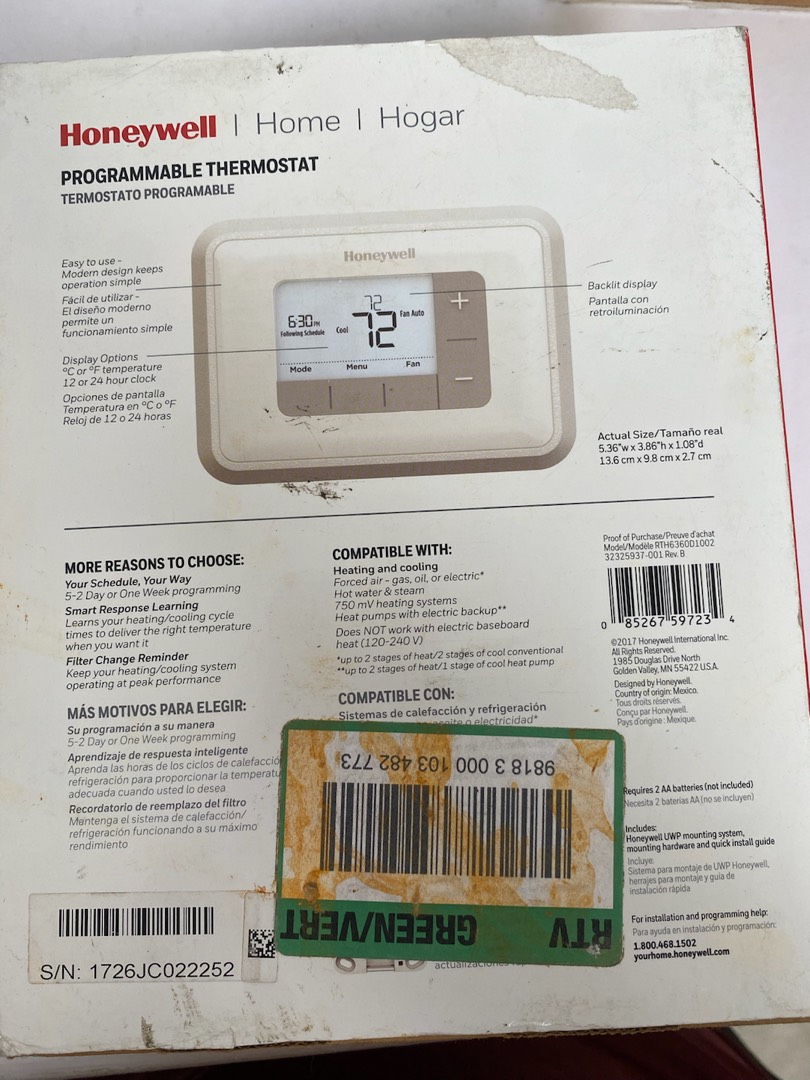 Honeywell | Home | Hogar
PROGRAMMABLE THERMOSTAT
TERMOSTATO PROGRAMABLE
Easy to use -
Modern design keeps
operation simple
Fácil de utilizar -
El diseño moderno
permite un
funcionamiento simple
Display Options
°C or °F temperature
12 or 24 hour clock
Opciones de pantalla
Temperatura en °C o °F
Reloj de 12 o 24 horas
Honeywell
72
6:30 PM
Following Schedule
Cool
72
Fan Auto
Mode Menu Fan
+
−
Backlit display
Pantalla con
retroiluminación
Actual Size/Tamaño real
5.36"w x 3.86"h x 1.08"d
13.6 cm x 9.8 cm x 2.7 cm
MORE REASONS TO CHOOSE:
Your Schedule, Your Way
5-2 Day or One Week programming
Smart Response Learning
Learns your heating/cooling cycle
times to deliver the right temperature
when you want it
Filter Change Reminder
Keep your heating/cooling system
operating at peak performance
MÁS MOTIVOS PARA ELEGIR:
Su programación a su manera
5-2 Day or One Week programming
Aprendizaje de respuesta inteligente
Aprenda las horas de los ciclos de calefacció
refrigeración para proporcionar la temperatu
adecuada cuando usted lo desea
Recordatorio de reemplazo del filtro
Mantenga el sistema de calefacción/
refrigeración funcionando a su máximo
rendimiento
COMPATIBLE WITH:
Heating and cooling
Forced air - gas, oil, or electric*
Hot water & steam
750 mV heating systems
Heat pumps with electric backup**
Does NOT work with electric baseboard
heat (120-240 V)
*up to 2 stages of heat/2 stages of cool conventional
**up to 2 stages of heat/1 stage of cool heat pump
COMPATIBLE CON:
Sistemas de calefacción y refrigeración
aceite o electricidad*
Proof of Purchase/Preuve d'achat
Model/Modèle RTH6360D1002
32325937-001 Rev. B
0 85267 59723 4
©2017 Honeywell International Inc.
All Rights Reserved.
1985 Douglas Drive North
Golden Valley, MN 55422 U.S.A.
Designed by Honeywell.
Country of origin: Mexico.
Tous droits réservés.
Conçu par Honeywell.
Pays d'origine : Mexique.
Requires 2 AA batteries (not included)
Necesita 2 baterías AA (no se incluyen)
Includes:
Honeywell UWP mounting system,
mounting hardware and quick install guide
Incluye:
Sistema para montaje de UWP Honeywell,
herrajes para montaje y guía de
instalación rápida
For installation and programming help:
Para ayuda en instalación y programación:
1.800.468.1502
yourhome.honeywell.com
RTV GREEN/VERT
9818 3 000 103 482 773
S/N: 1726JC022252